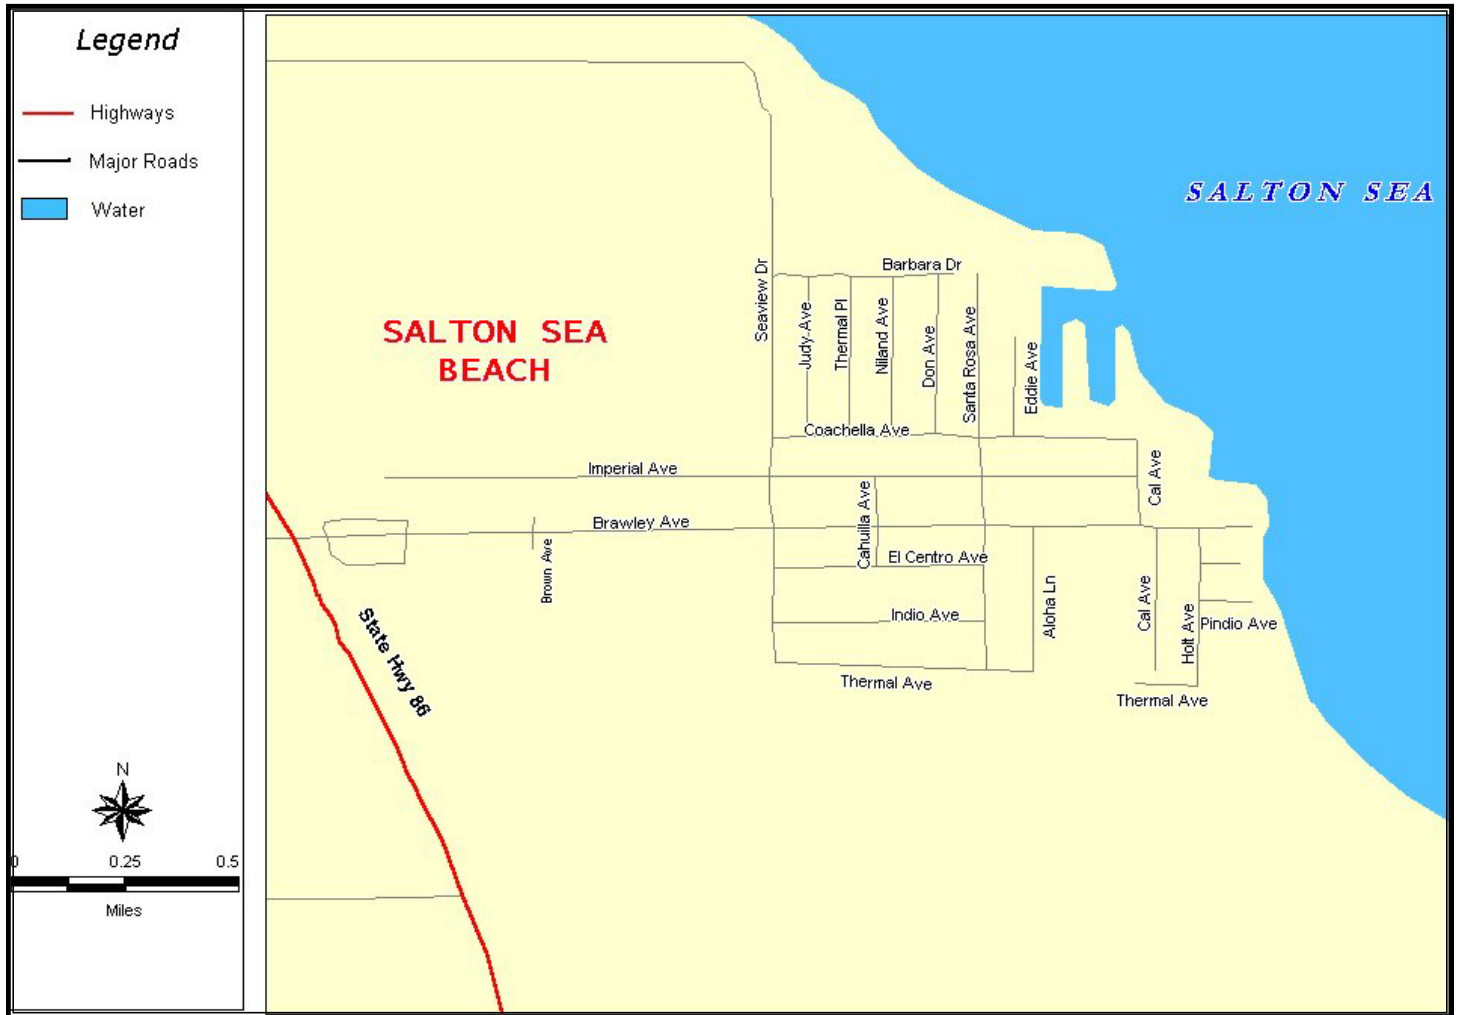 Legend
Highways
Major Roads
Water
N
0 0.25 0.5
Miles
SALTON SEA
SALTON SEA
BEACH
Barbara Dr
Seaview Dr
Judy Ave
Thermal Pl
Niland Ave
Don Ave
Santa Rosa Ave
Eddie Ave
Coachella Ave
Imperial Ave
Cal Ave
Brawley Ave
Cahuilla Ave
Brown Ave
El Centro Ave
Indio Ave
Aloha Ln
Cal Ave
Holt Ave
Pindio Ave
State Hwy 86
Thermal Ave
Thermal Ave